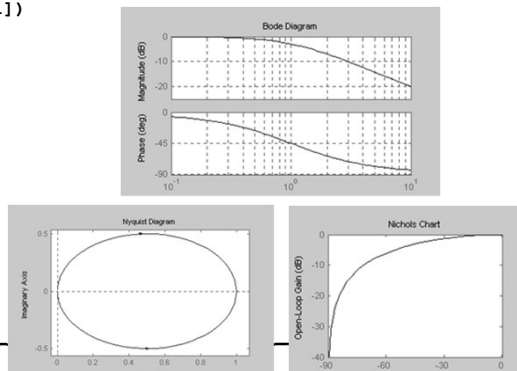 ])
Bode Diagram
Magnitude (dB)
0
-10
-20
Phase (deg)
0
-45
-90
10^-1
10^0
10^1
Nyquist Diagram
Imaginary Axis
0.5
0
-0.5
0 0.2 0.4 0.6 0.8 1
Nichols Chart
Open-Loop Gain (dB)
0
-10
-20
-30
-40
-90 -60 -30 0